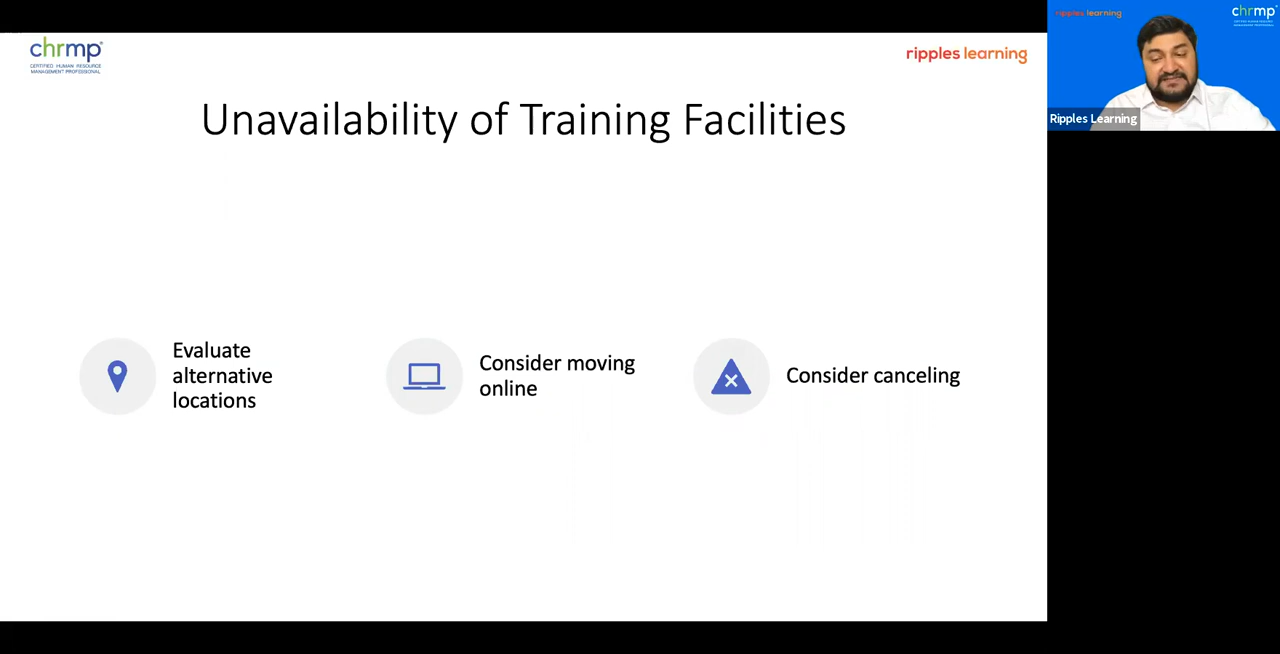 chrmp
CERTIFIED HUMAN RESOURCE
MANAGEMENT PROFESSIONAL
ripples learning
Unavailability of Training Facilities
Evaluate
alternative
locations
Consider moving
online
Consider canceling
ripples learning
chrmp
Ripples Learning